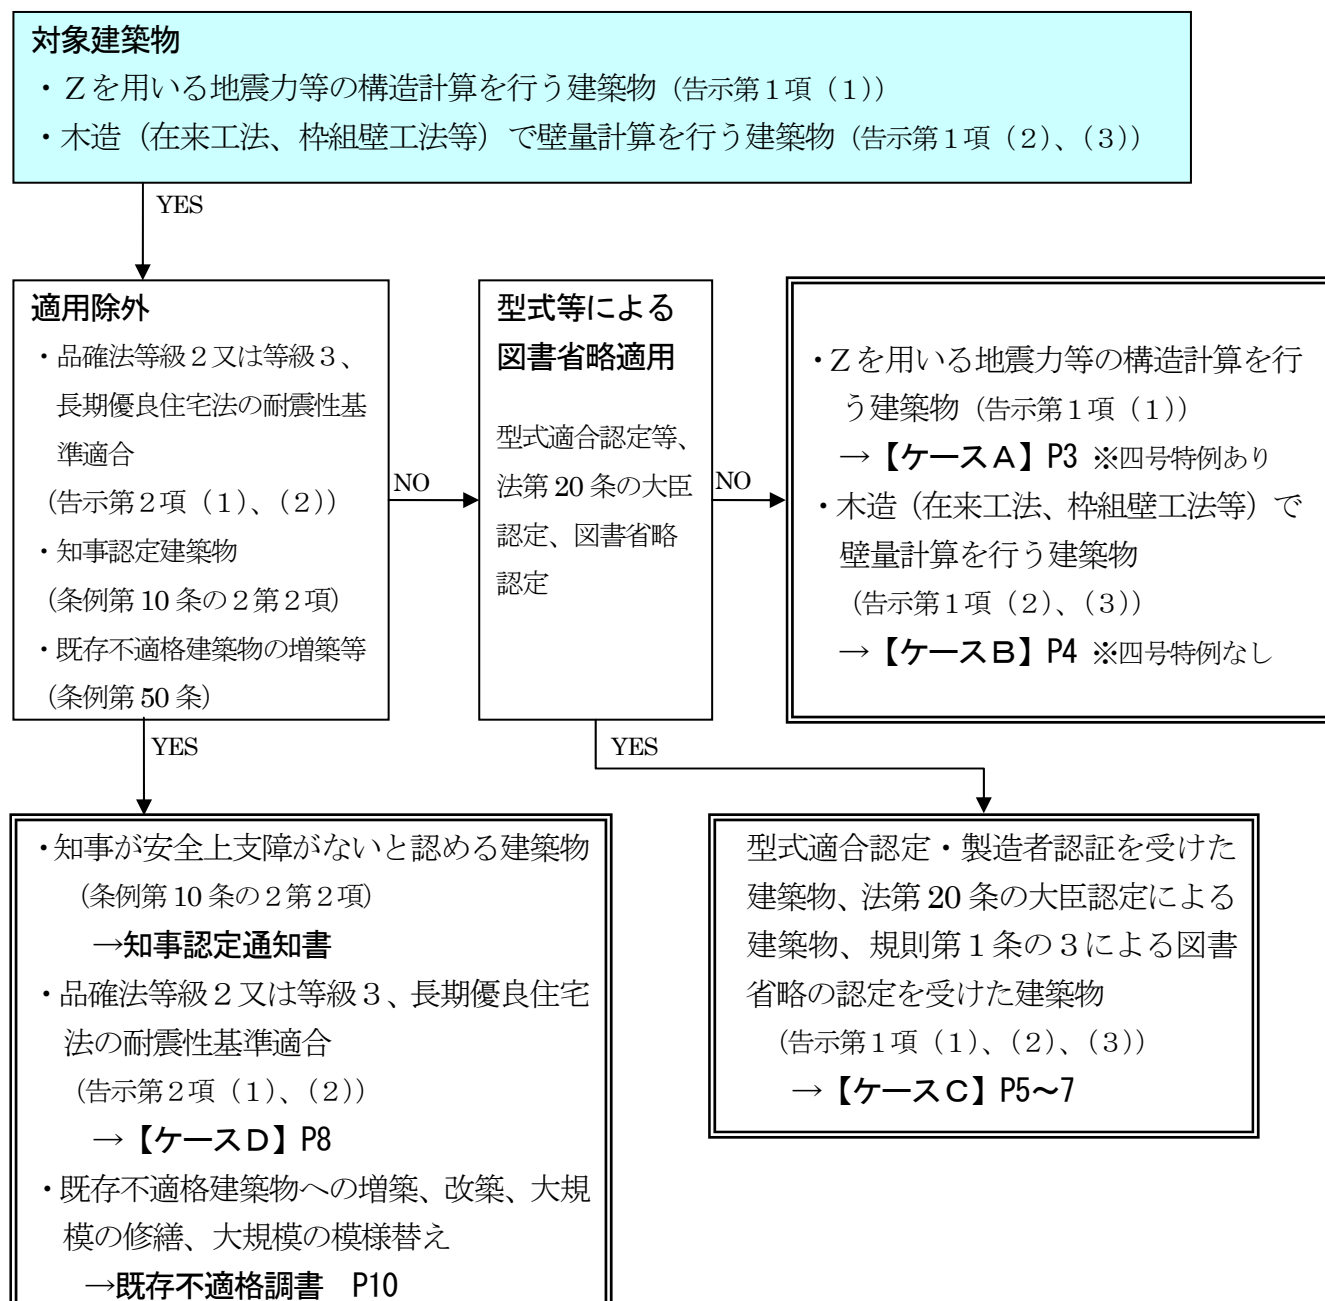 対象建築物
・Ｚを用いる地震力等の構造計算を行う建築物（告示第１項（１））
・木造（在来工法、枠組壁工法等）で壁量計算を行う建築物（告示第１項（２）、（３））
YES
適用除外
・品確法等級２又は等級３、
長期優良住宅法の耐震性基
準適合
（告示第２項（１）、（２））
・知事認定建築物
（条例第 10 条の２第２項）
・既存不適格建築物の増築等
（条例第 50 条）
NO
型式等による
図書省略適用
型式適合認定等、
法第 20 条の大臣
認定、図書省略
認定
NO
・Ｚを用いる地震力等の構造計算を行
う建築物（告示第１項（１））
→【ケースＡ】P3 ※四号特例あり
・木造（在来工法、枠組壁工法等）で
壁量計算を行う建築物
（告示第１項（２）、（３））
→【ケースＢ】P4 ※四号特例なし
YES
YES
・知事が安全上支障がないと認める建築物
（条例第 10 条の２第２項）
→知事認定通知書
・品確法等級２又は等級３、長期優良住宅
法の耐震性基準適合
（告示第２項（１）、（２））
→【ケースＤ】P8
・既存不適格建築物への増築、改築、大規
模の修繕、大規模の模様替え
→既存不適格調書　P10
型式適合認定・製造者認証を受けた
建築物、法第 20 条の大臣認定による
建築物、規則第１条の３による図書
省略の認定を受けた建築物
（告示第１項（１）、（２）、（３））
→【ケースＣ】P5～7